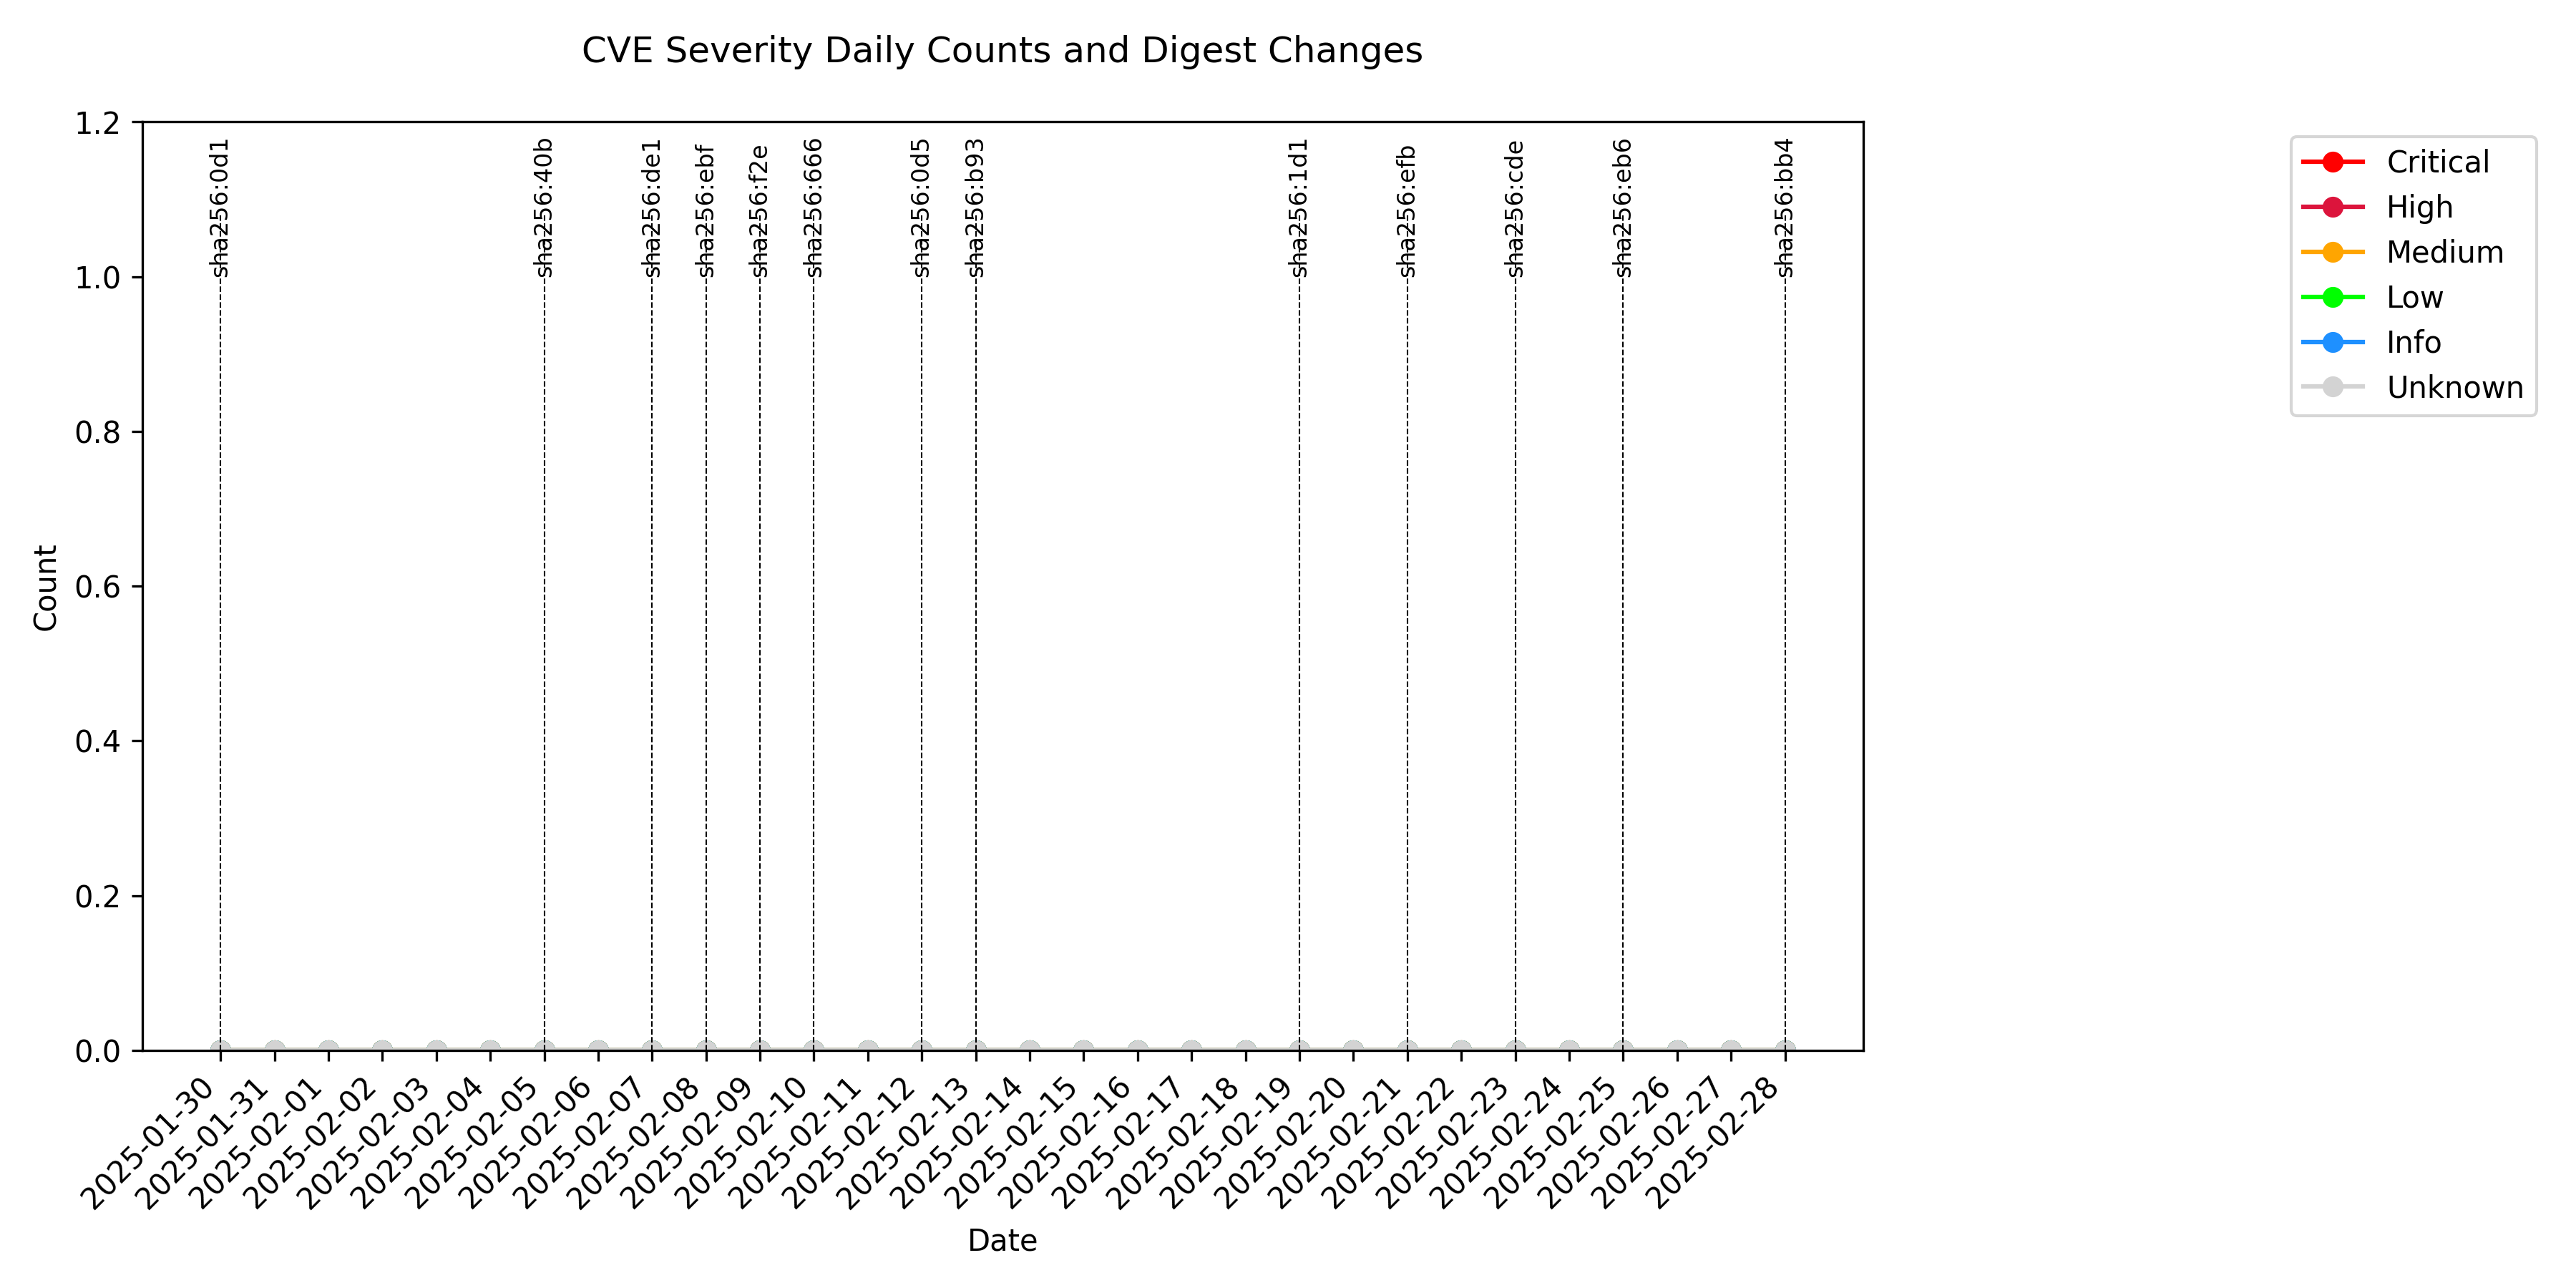 CVE Severity Daily Counts and Digest Changes
1.2
1.0
0.8
0.6
0.4
0.2
0.0
Count
sha256:0d1
sha256:40b
sha256:de1
sha256:ebf
sha256:f2e
sha256:666
sha256:0d5
sha256:b93
sha256:1d1
sha256:efb
sha256:cde
sha256:eb6
sha256:bb4
Critical
High
Medium
Low
Info
Unknown
2025-01-30
2025-01-31
2025-02-01
2025-02-02
2025-02-03
2025-02-04
2025-02-05
2025-02-06
2025-02-07
2025-02-08
2025-02-09
2025-02-10
2025-02-11
2025-02-12
2025-02-13
2025-02-14
2025-02-15
2025-02-16
2025-02-17
2025-02-18
2025-02-19
2025-02-20
2025-02-21
2025-02-22
2025-02-23
2025-02-24
2025-02-25
2025-02-26
2025-02-27
2025-02-28
Date